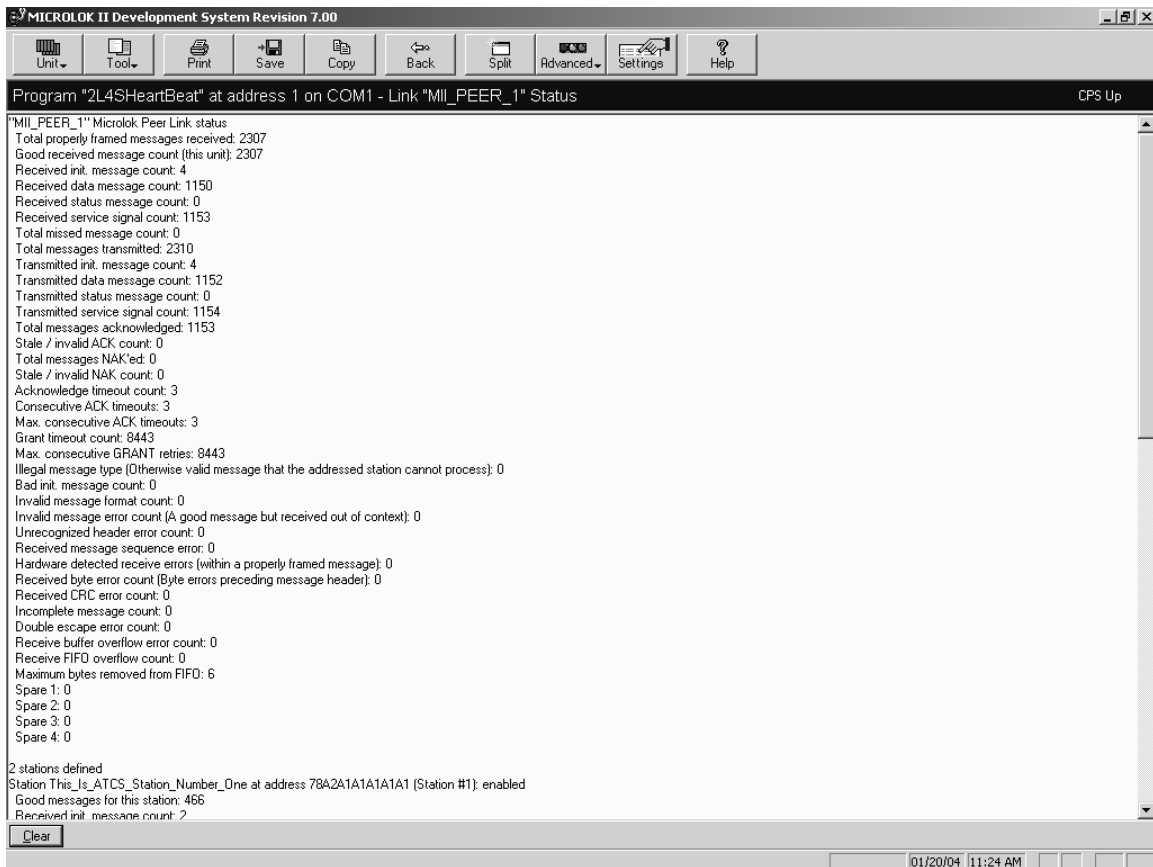 MICROLOK II Development System Revision 7.00
Unit Tool Print Save Copy Back Split Advanced Settings Help
Program "2L4SHeartBeat" at address 1 on COM1 - Link "MII_PEER_1" Status CPS Up
"MII_PEER_1" Microlok Peer Link status
Total properly framed messages received: 2307
Good received message count (this unit): 2307
Received init. message count: 4
Received data message count: 1150
Received status message count: 0
Received service signal count: 1153
Total missed message count: 0
Total messages transmitted: 2310
Transmitted init. message count: 4
Transmitted data message count: 1152
Transmitted status message count: 0
Transmitted service signal count: 1154
Total messages acknowledged: 1153
Stale / invalid ACK count: 0
Total messages NAK'ed: 0
Stale / invalid NAK count: 0
Acknowledge timeout count: 3
Consecutive ACK timeouts: 3
Max. consecutive ACK timeouts: 3
Grant timeout count: 8443
Max. consecutive GRANT retries: 8443
Illegal message type (Otherwise valid message that the addressed station cannot process): 0
Bad init. message count: 0
Invalid message format count: 0
Invalid message error count (A good message but received out of context): 0
Unrecognized header error count: 0
Received message sequence error: 0
Hardware detected receive errors (within a properly framed message): 0
Received byte error count (Byte errors preceding message header): 0
Received CRC error count: 0
Incomplete message count: 0
Double escape error count: 0
Receive buffer overflow error count: 0
Receive FIFO overflow count: 0
Maximum bytes removed from FIFO: 6
Spare 1: 0
Spare 2: 0
Spare 3: 0
Spare 4: 0
2 stations defined
Station This_Is_ATCS_Station_Number_One at address 78A2A1A1A1A1A1 (Station #1): enabled
Good messages for this station: 466
Received init. message count: 2
Clear
01/20/04 11:24 AM